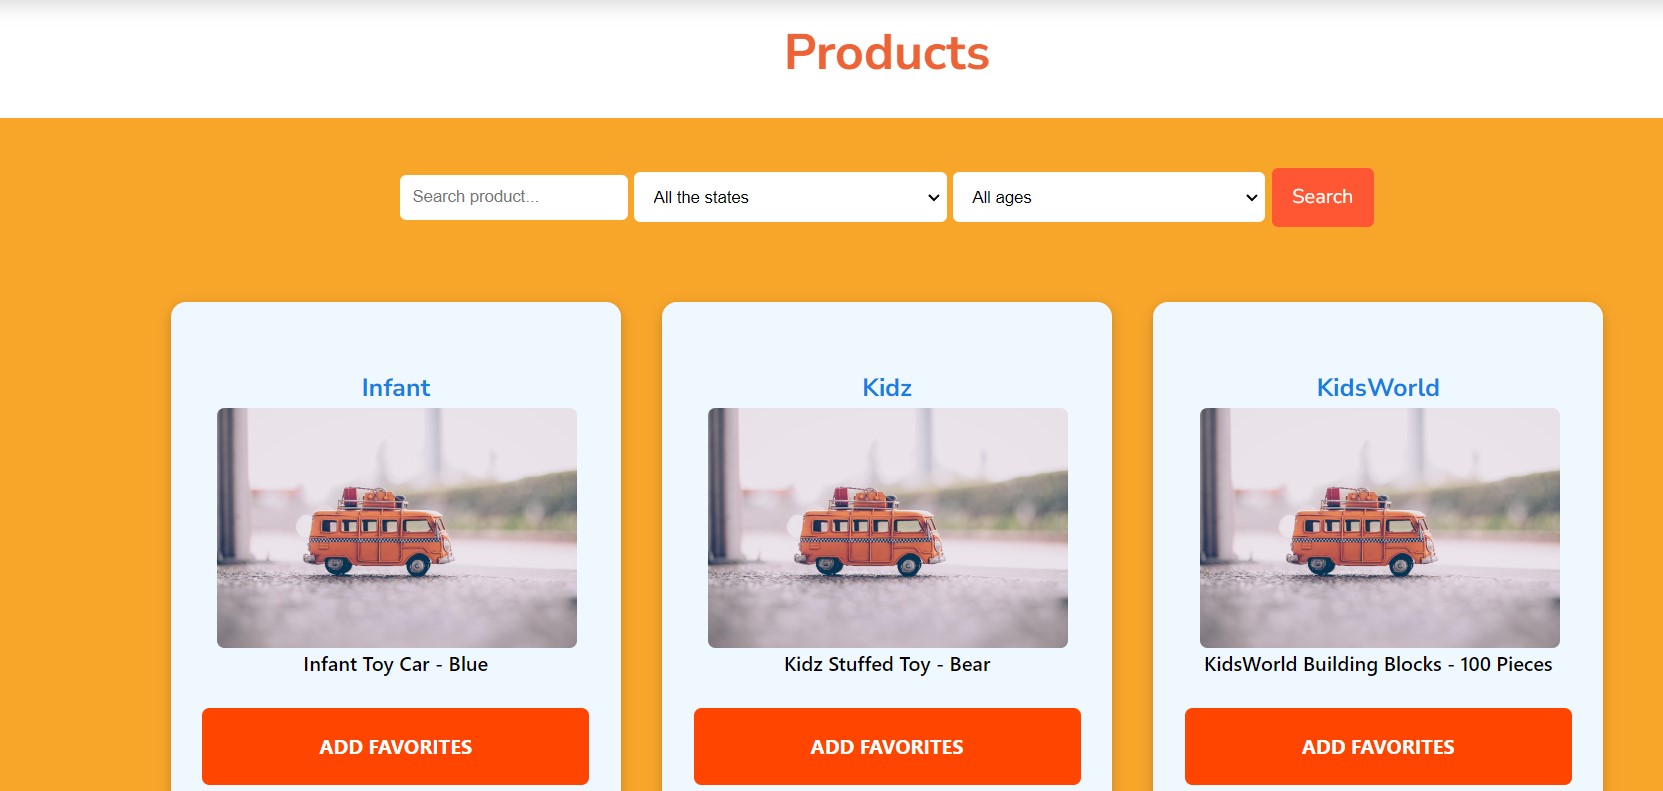 Products
Search product...
All the states
All ages
Search
Infant
Kidz
KidsWorld
Infant Toy Car - Blue
Kidz Stuffed Toy - Bear
KidsWorld Building Blocks - 100 Pieces
ADD FAVORITES
ADD FAVORITES
ADD FAVORITES